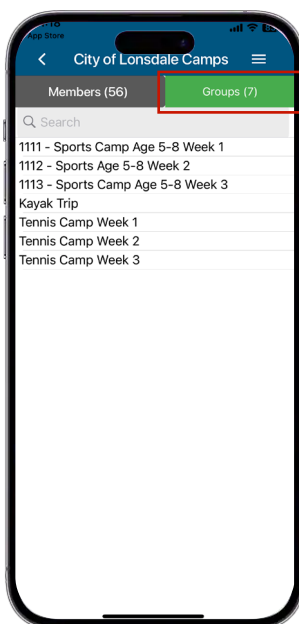 App Store
City of Lonsdale Camps
Members (56)
Groups (7)
Search
1111 - Sports Camp Age 5-8 Week 1
1112 - Sports Age 5-8 Week 2
1113 - Sports Camp Age 5-8 Week 3
Kayak Trip
Tennis Camp Week 1
Tennis Camp Week 2
Tennis Camp Week 3